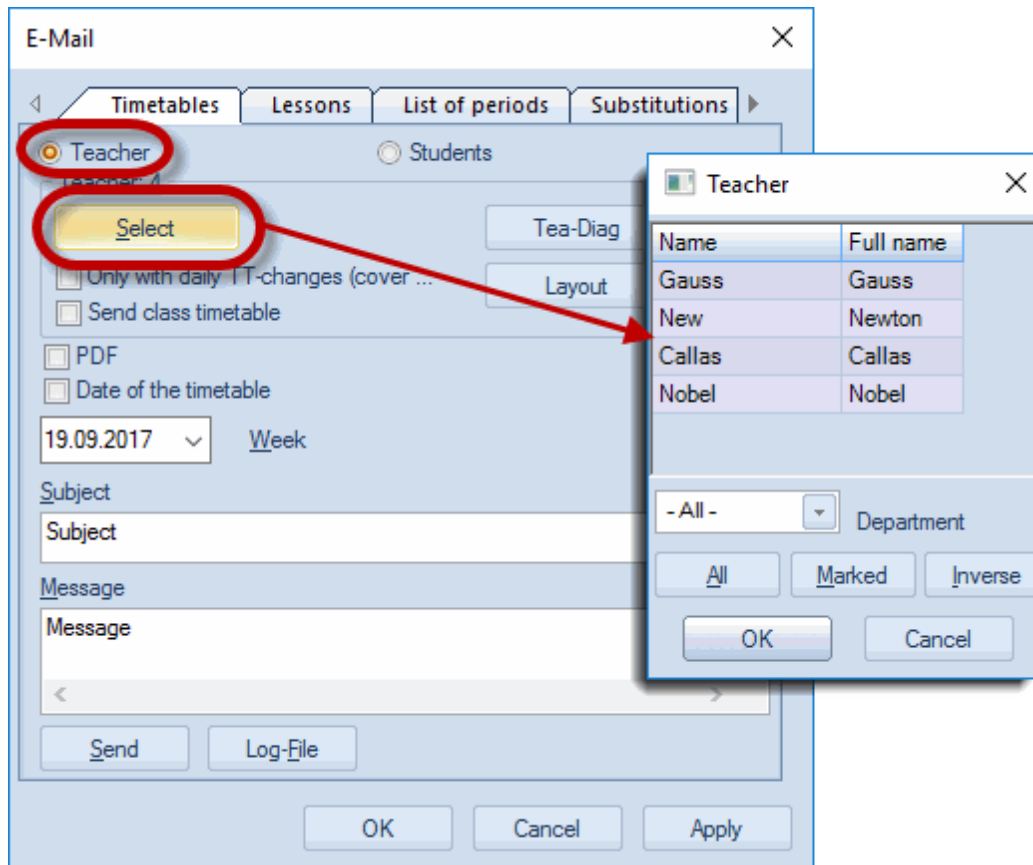 E-Mail
Timetables Lessons List of periods Substitutions
Teacher Students
Teacher: 4
Select Tea-Diag
Only with daily TT-changes (cover ... Layout
Send class timetable
PDF
Date of the timetable
19.09.2017 Week
Subject
Subject
Message
Message
Send Log-File
OK Cancel Apply
Teacher
Name Full name
Gauss Gauss
New Newton
Callas Callas
Nobel Nobel
- All - Department
All Marked Inverse
OK Cancel